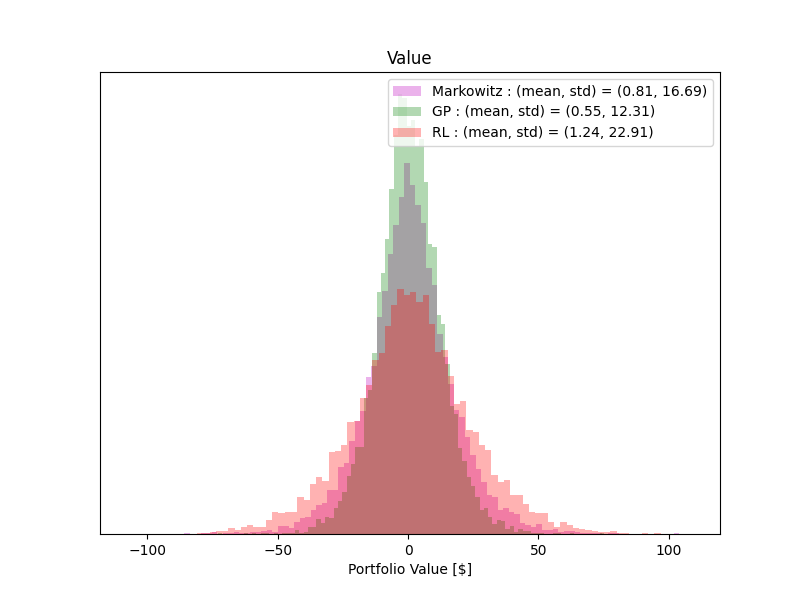 Value
Markowitz : (mean, std) = (0.81, 16.69)
GP : (mean, std) = (0.55, 12.31)
RL : (mean, std) = (1.24, 22.91)
−100 −50 0 50 100
Portfolio Value [$]